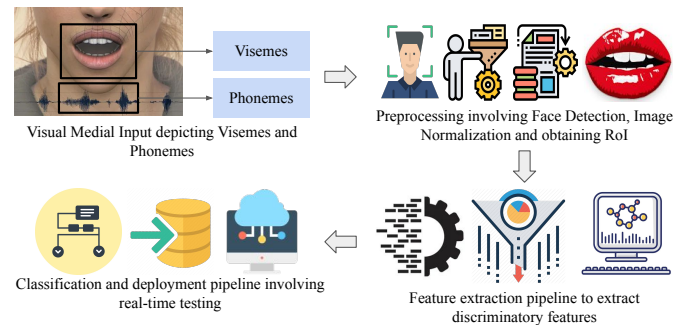 Visemes
Phonemes
Visual Medial Input depicting Visemes and
Phonemes
Preprocessing involving Face Detection, Image
Normalization and obtaining RoI
Classification and deployment pipeline involving
real-time testing
Feature extraction pipeline to extract
discriminatory features